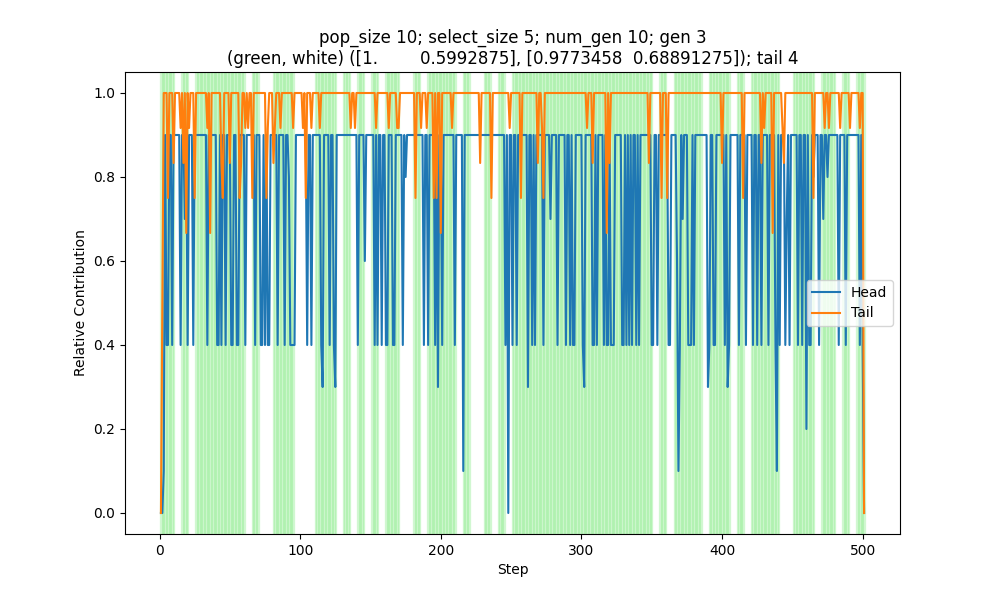 pop_size 10; select_size 5; num_gen 10; gen 3
(green, white) ([1. 0.5992875], [0.9773458 0.68891275]); tail 4
1.0
0.8
0.6
0.4
0.2
0.0
Relative Contribution
Head
Tail
0 100 200 300 400 500
Step